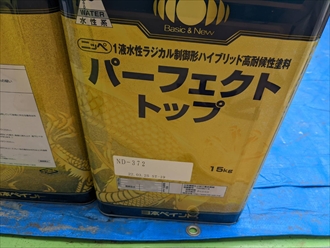 WATER
水性系
Basic & New
ニッペ 1液水性ラジカル制御形ハイブリッド高耐候性塗料
パーフェクト
トップ
ND-372
15kg
日本ペイント